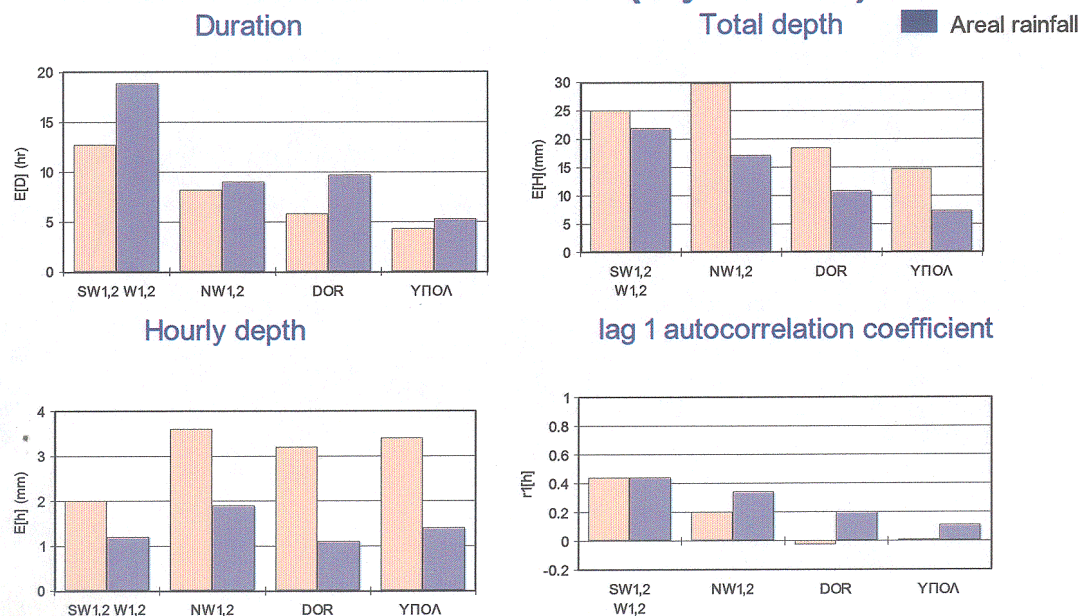 Duration
Total depth
Areal rainfall
20
15
10
5
0
E[D] (hr)
SW1,2 W1,2
NW1,2
DOR
ΥΠΟΛ
30
25
20
15
10
5
0
E[H](mm)
SW1,2
W1,2
NW1,2
DOR
ΥΠΟΛ
Hourly depth
lag 1 autocorrelation coefficient
4
3
2
1
0
E[h] (mm)
SW1,2 W1,2
NW1,2
DOR
ΥΠΟΛ
1
0.8
0.6
0.4
0.2
0
-0.2
r1[h]
SW1,2
W1,2
NW1,2
DOR
ΥΠΟΛ